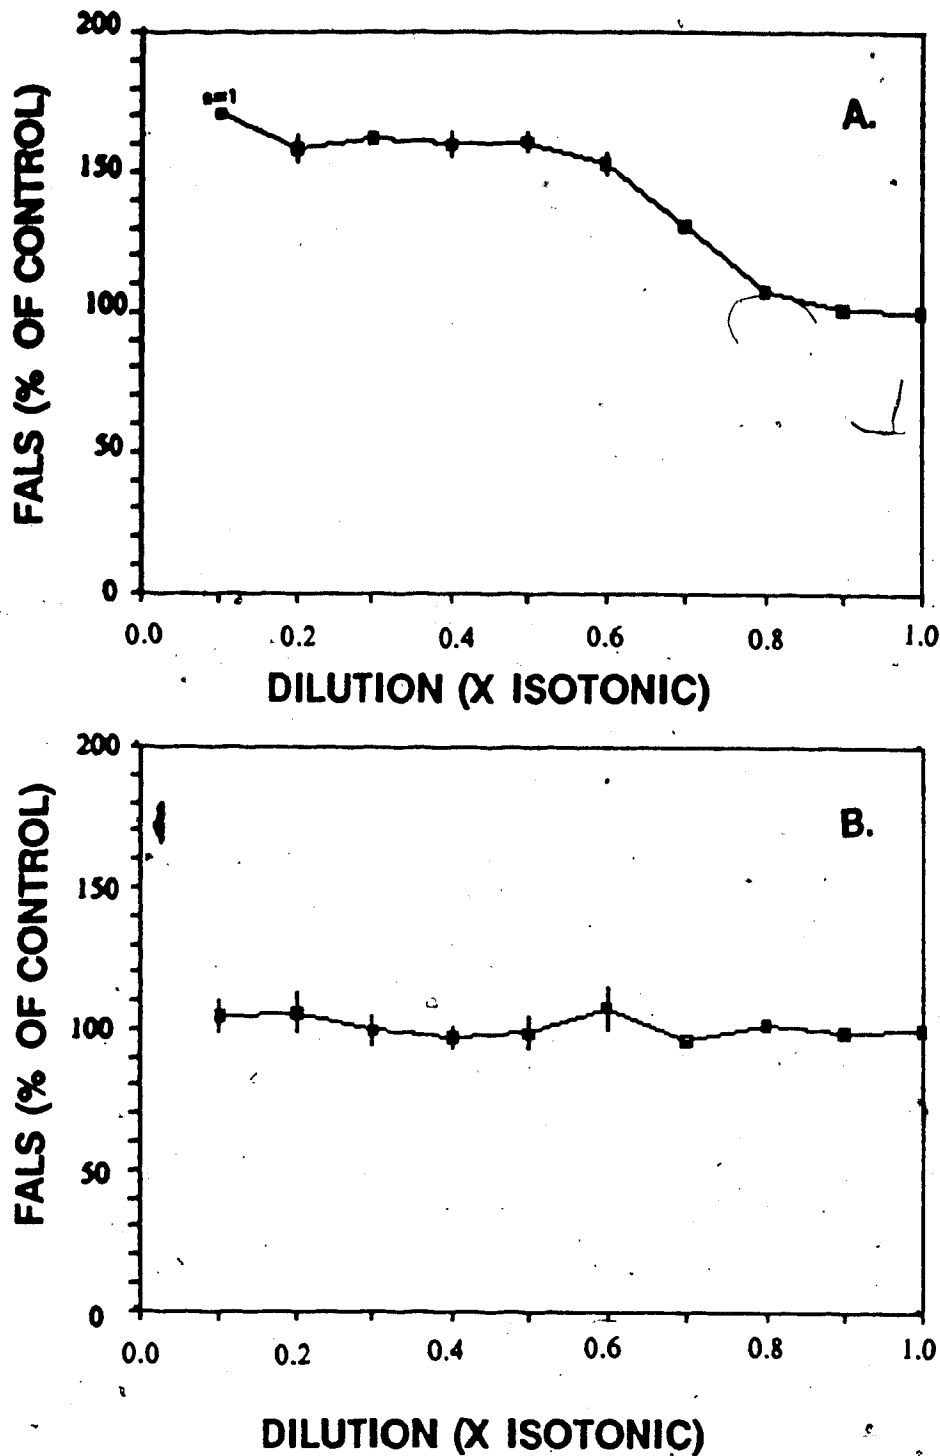 200
150
100
50
0
FALS (% OF CONTROL)
n=1
A.
0.0 0.2 0.4 0.6 0.8 1.0
DILUTION (X ISOTONIC)
200
150
100
50
0
FALS (% OF CONTROL)
B.
0.0 0.2 0.4 0.6 0.8 1.0
DILUTION (X ISOTONIC)